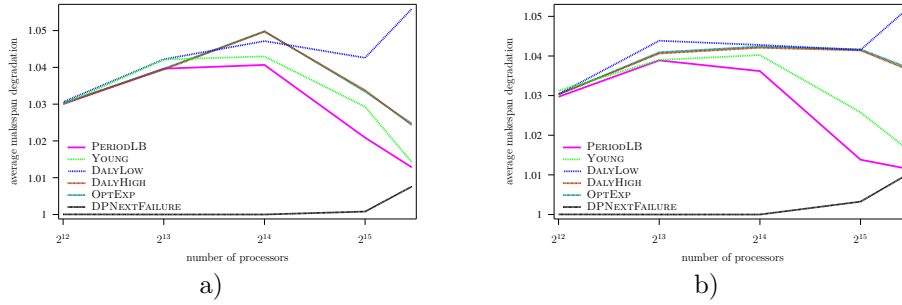 average makespan degradation
1.05
1.04
1.03
1.02
1.01
1
PeriodLB
Young
DalyLow
DalyHigh
OptExp
DPNextFailure
2^12
2^13
2^14
2^15
number of processors
a)
average makespan degradation
1.05
1.04
1.03
1.02
1.01
1
PeriodLB
Young
DalyLow
DalyHigh
OptExp
DPNextFailure
2^12
2^13
2^14
2^15
number of processors
b)